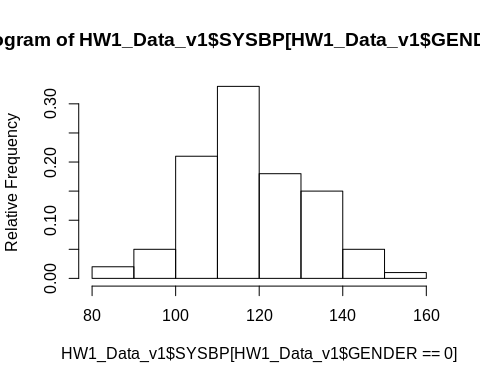 ogram of HW1_Data_v1$SYSBP[HW1_Data_v1$GEND
Relative Frequency
0.30
0.20
0.10
0.00
80 100 120 140 160
HW1_Data_v1$SYSBP[HW1_Data_v1$GENDER == 0]